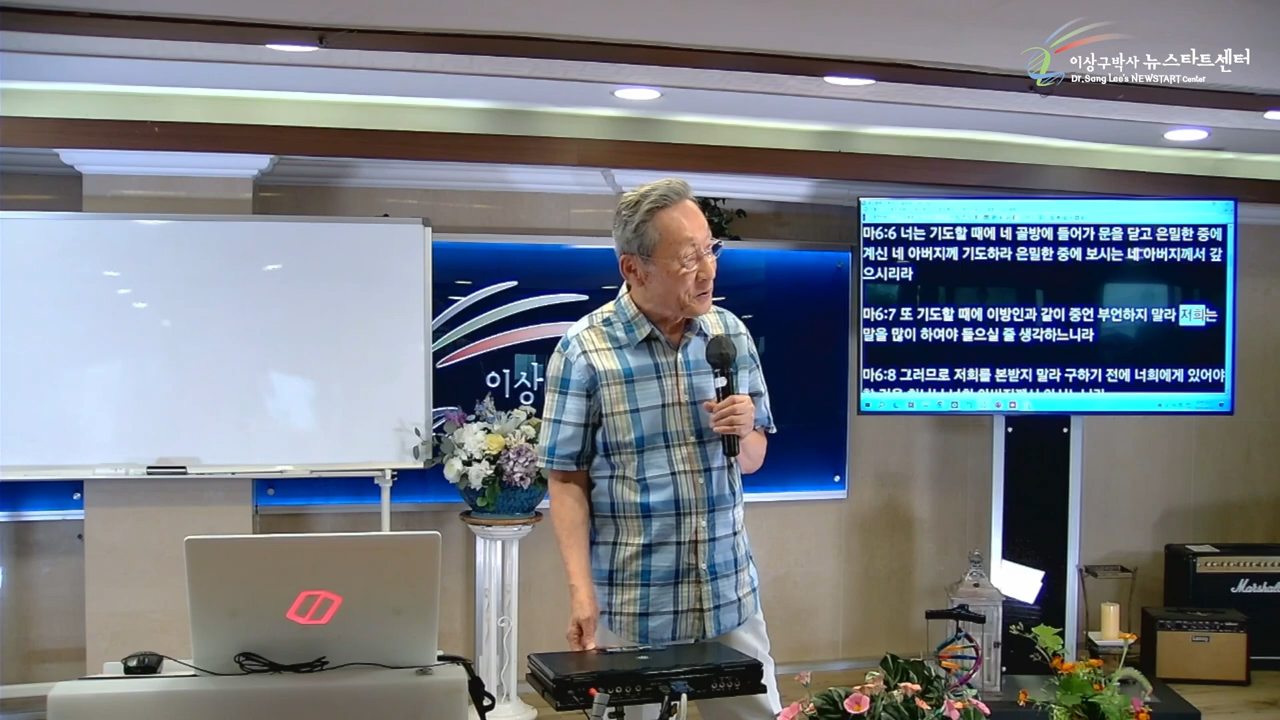 이상구박사 뉴스타트센터
Dr. Sang Lee's NEWSTART Center
마6:6 너는 기도할 때에 네 골방에 들어가 문을 닫고 은밀한 중에
계신 네 아버지께 기도하라 은밀한 중에 보시는 네 아버지께서 갚
으시리라
마6:7 또 기도할 때에 이방인과 같이 중언 부언하지 말라 저희는
말을 많이 하여야 들으실 줄 생각하느니라
마6:8 그러므로 저희를 본받지 말라 구하기 전에 너희에게 있어야
이상
Marshall
Laney